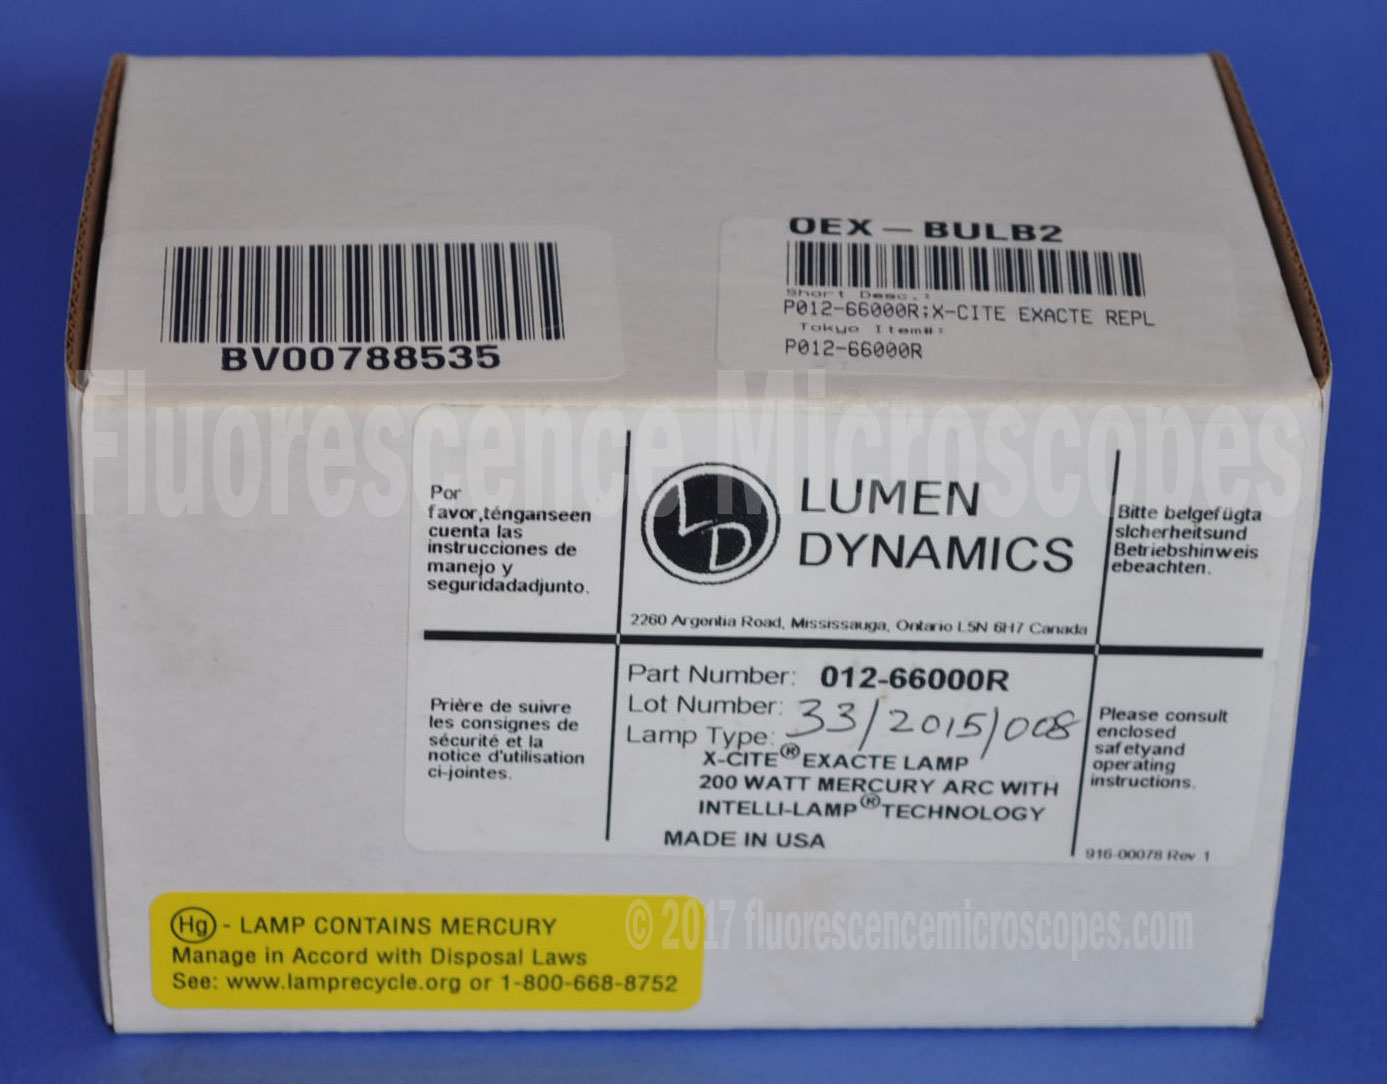 BV00788535
OEX-BULB2
Short Desc.:
P012-66000R;X-CITE EXACTE REPL
Tokyo Item#:
P012-66000R
Fluorescence Microscopes
Por
favor,ténganseen
cuenta las
instrucciones de
manejo y
seguridadadjunto.
LD
LUMEN
DYNAMICS
2260 Argentia Road, Mississauga, Ontario L5N 6H7 Canada
Bitte belgefügta
slcherheitsund
Betriebshinweis
ebeachten.
Prière de suivre
les consignes de
sécurité et la
notice d'utilisation
ci-jointes.
Part Number: 012-66000R
Lot Number: 33/2015/008
Lamp Type:
X-CITE® EXACTE LAMP
200 WATT MERCURY ARC WITH
INTELLI-LAMP® TECHNOLOGY
MADE IN USA
Please consult
enclosed
safetyand
operating
instructions.
916-00078 Rev 1
Hg - LAMP CONTAINS MERCURY
Manage in Accord with Disposal Laws
See: www.lamprecycle.org or 1-800-668-8752
© 2017 fluorescencemicroscopes.com